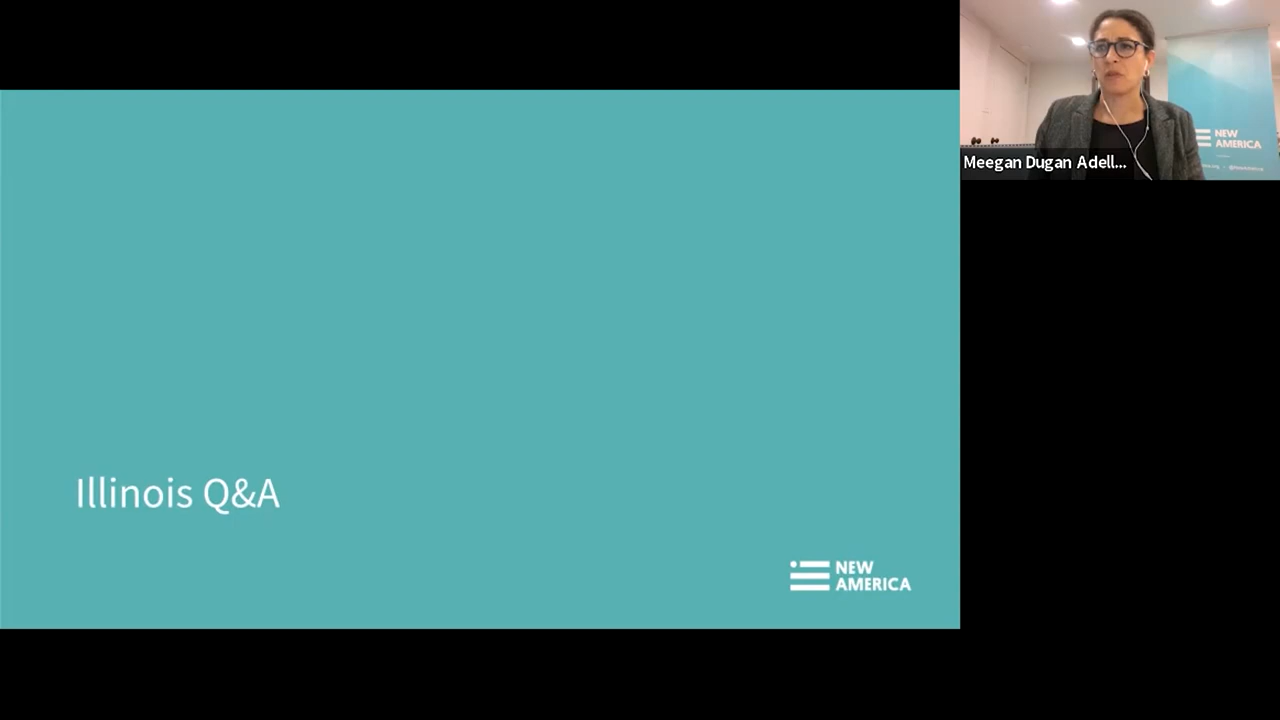 NEW
AMERICA
Meegan Dugan Adell...
Illinois Q&A
NEW
AMERICA